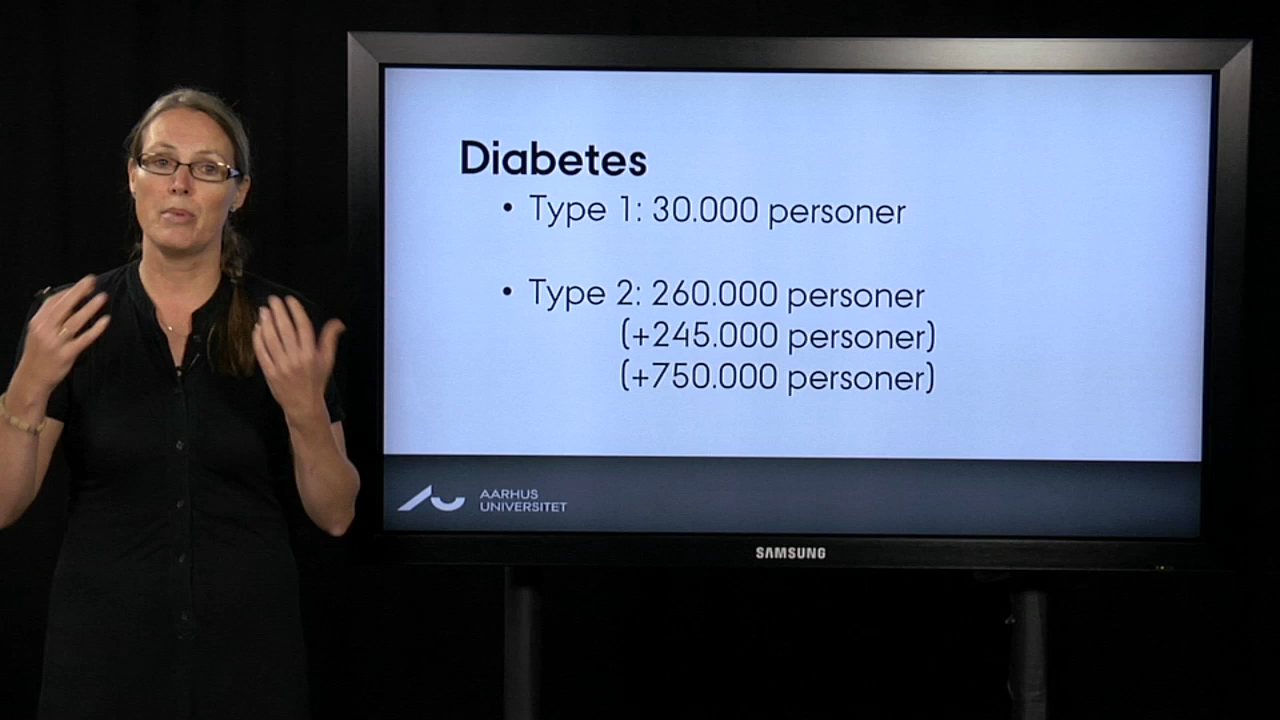 Diabetes
• Type 1: 30.000 personer
• Type 2: 260.000 personer
(+245.000 personer)
(+750.000 personer)
AARHUS
UNIVERSITET
SAMSUNG